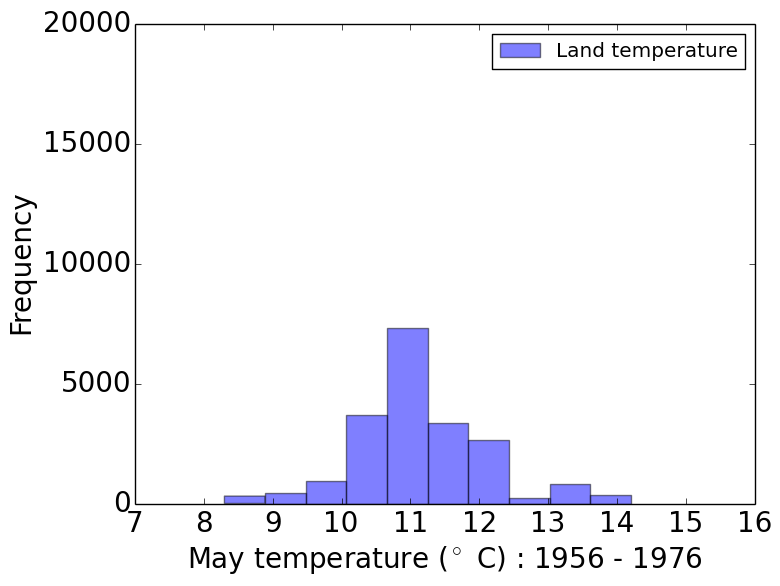 20000
15000
10000
5000
0
Frequency
Land temperature
7 8 9 10 11 12 13 14 15 16
May temperature (° C) : 1956 - 1976